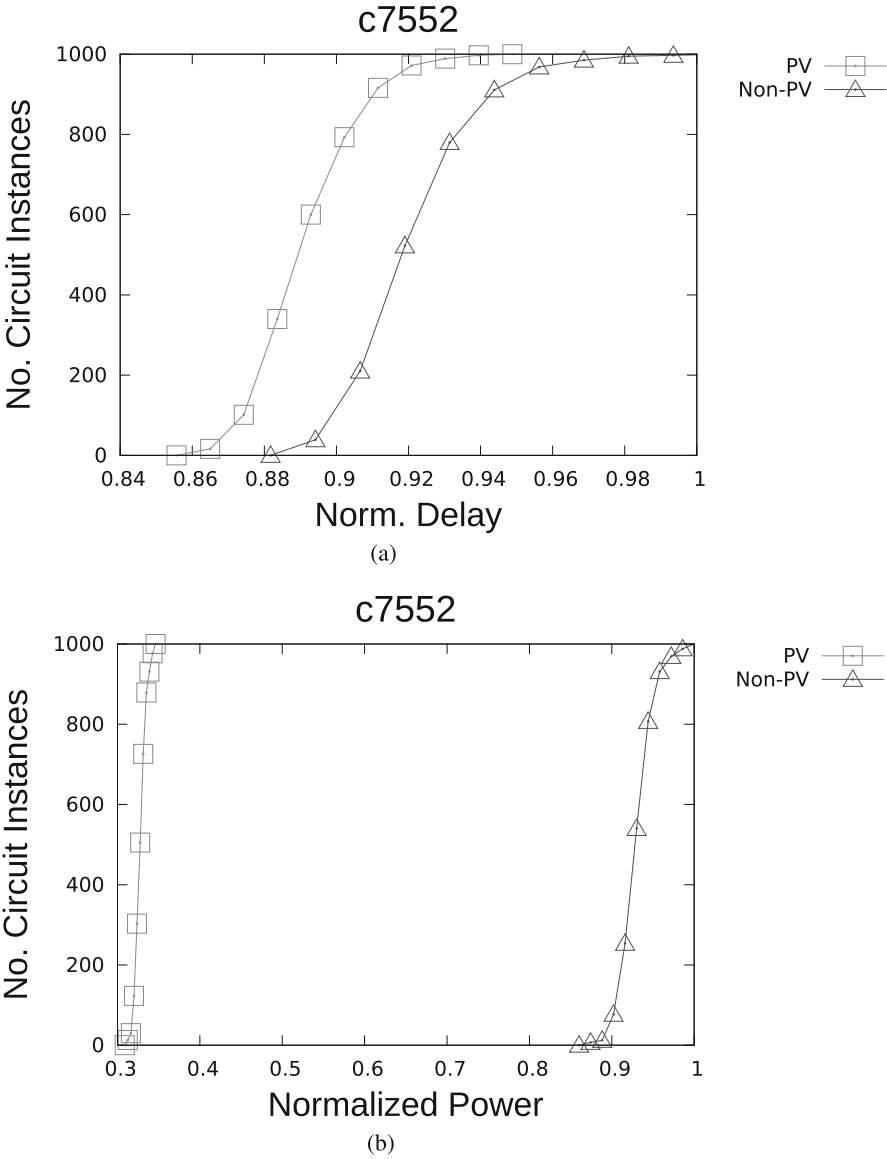 c7552
No. Circuit Instances
1000
800
600
400
200
0
0.84 0.86 0.88 0.9 0.92 0.94 0.96 0.98 1
Norm. Delay
PV
Non-PV
(a)
c7552
No. Circuit Instances
1000
800
600
400
200
0
0.3 0.4 0.5 0.6 0.7 0.8 0.9 1
Normalized Power
PV
Non-PV
(b)